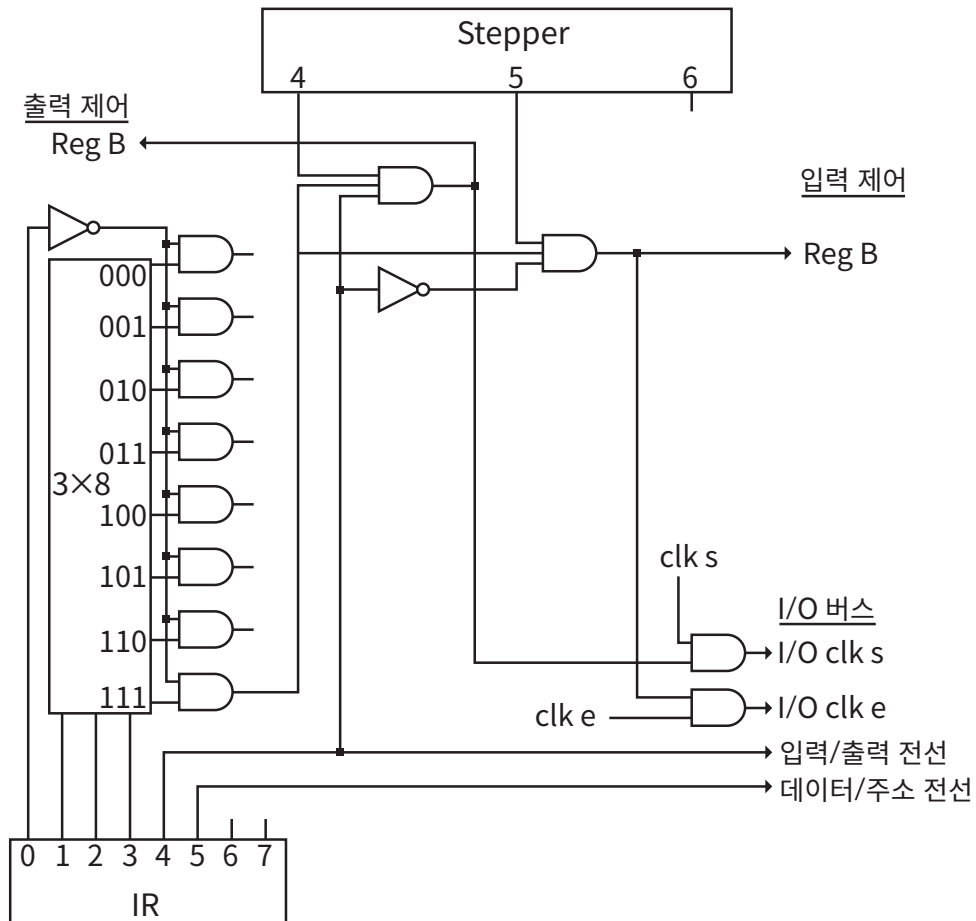 Stepper
4 5 6
출력 제어
Reg B
입력 제어
Reg B
000
001
010
011
3×8
100
101
110
111
clk s
I/O 버스
I/O clk s
I/O clk e
clk e
입력/출력 전선
데이터/주소 전선
0 1 2 3 4 5 6 7
IR